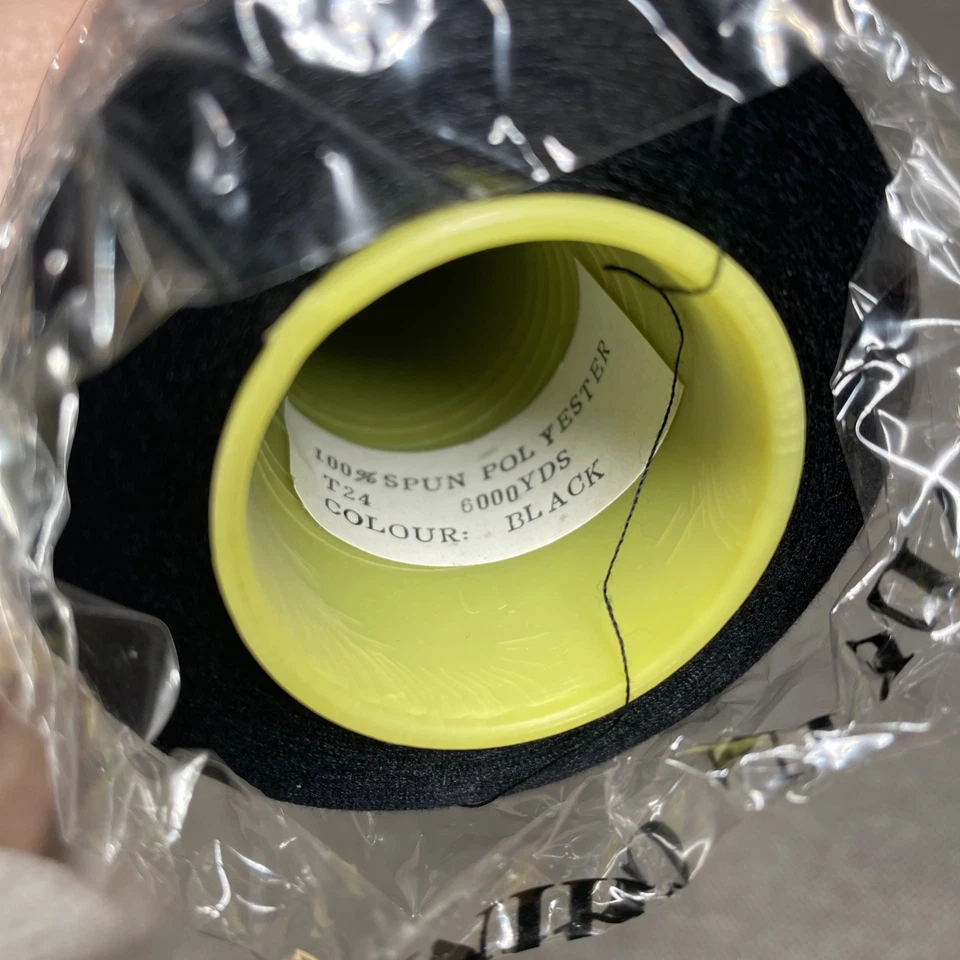 100% SPUN POLYESTER
T24 6000YDS
COLOUR: BLACK